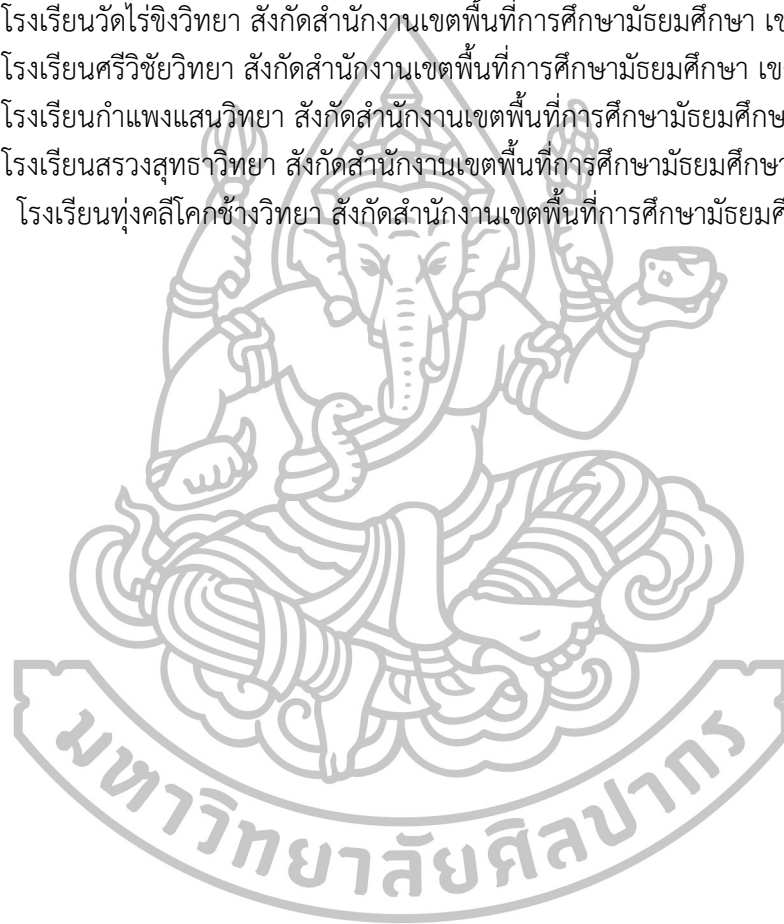 โรงเรียนวัดไร่ขิงวิทยา สังกัดสำนักงานเขตพื้นที่การศึกษามัธยมศึกษา
โรงเรียนศรีวิชัยวิทยา สังกัดสำนักงานเขตพื้นที่การศึกษามัธยมศึกษา
โรงเรียนกำแพงแสนวิทยา สังกัดสำนักงานเขตพื้นที่การศึกษามัธยมศึกษ
โรงเรียนสรวงสุทธาวิทยา สังกัดสำนักงานเขตพื้นที่การศึกษามัธยมศึกษา
โรงเรียนทุ่งคลีโคกช้างวิทยา สังกัดสำนักงานเขตพื้นที่การศึกษามัธยมศ
มหาวิทยาลัยศิลปากร